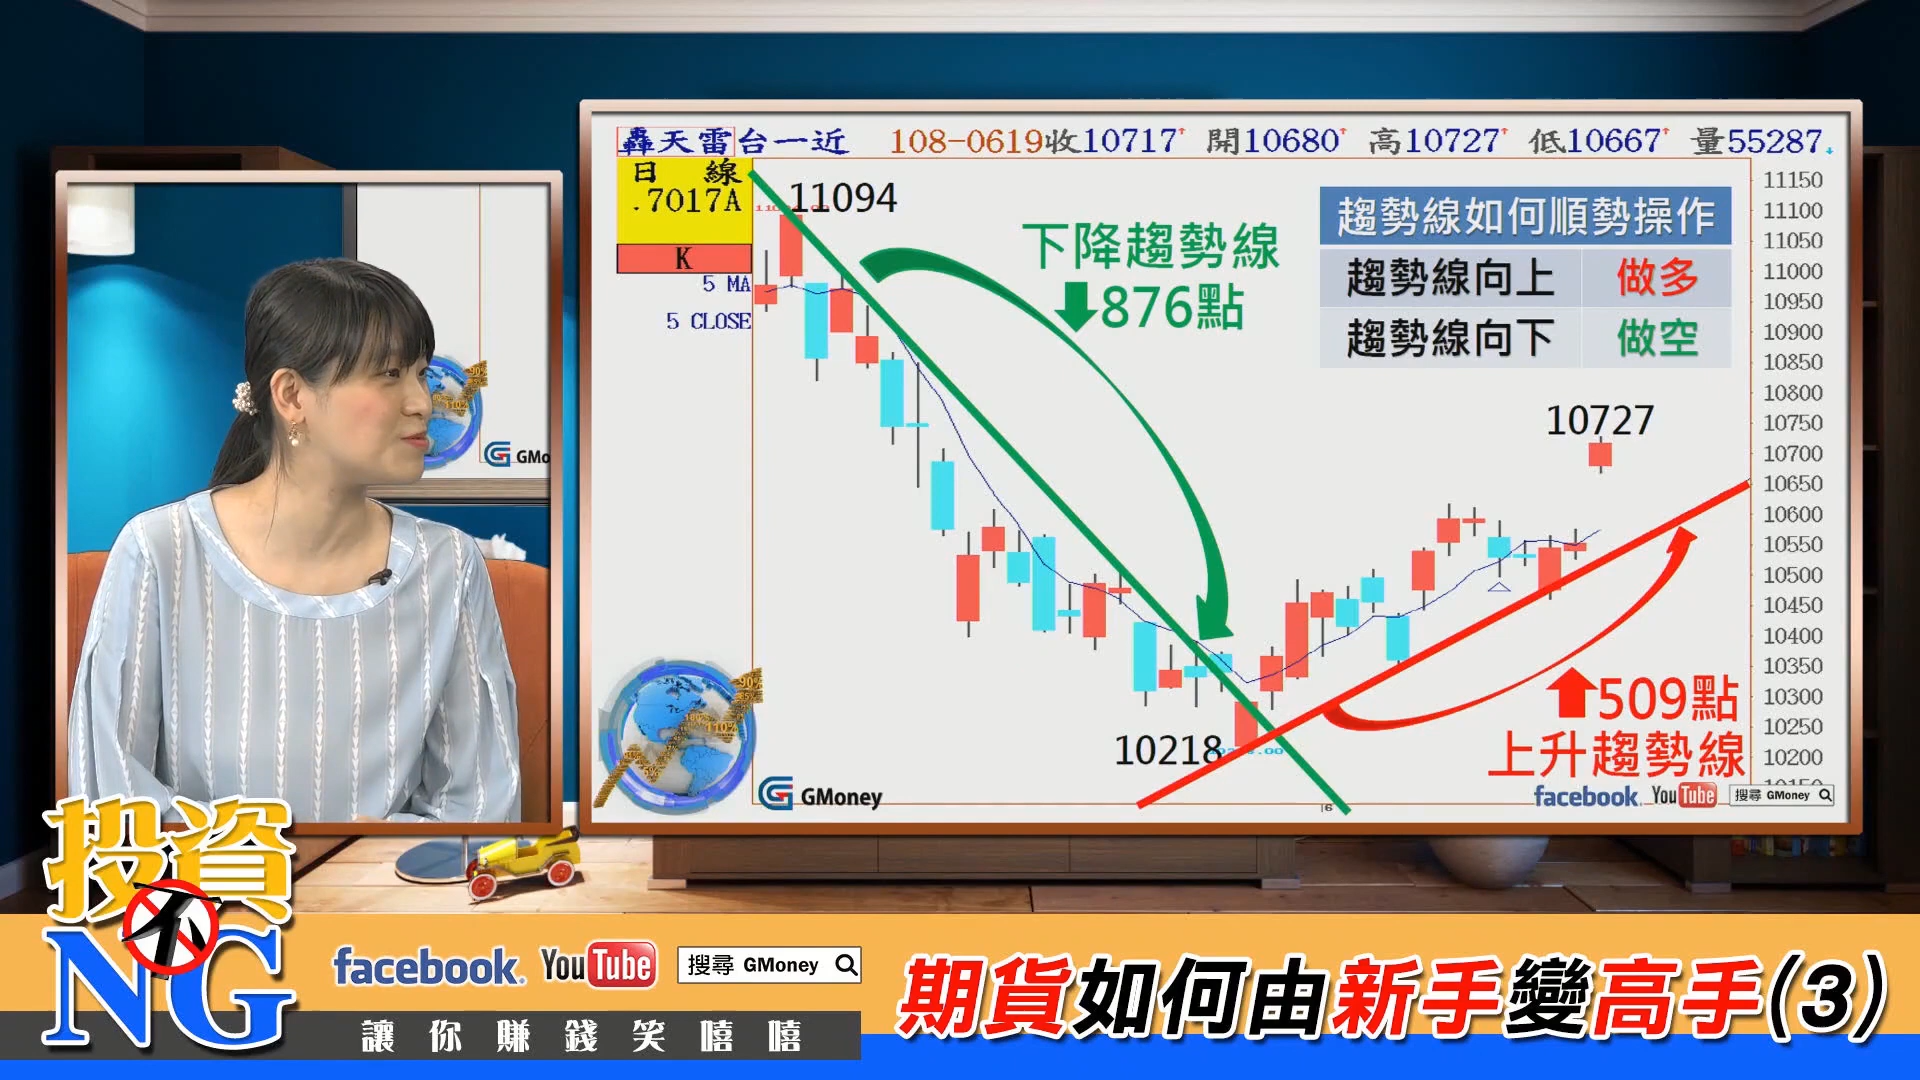 轟天雷台一近 108-0619收10717 開10680 高10727 低10667 量55287
日 線
.7017A
K
5 MA
5 CLOSE
11094
下降趨勢線
876點
趨勢線如何順勢操作
趨勢線向上 做多
趨勢線向下 做空
10727
10218
509點
上升趨勢線
11150
11100
11050
11000
10950
10900
10850
10800
10750
10700
10650
10600
10550
10500
10450
10400
10350
10300
10250
10200
GMoney
facebook. YouTube 搜尋 GMoney
投資
不
NG
facebook. YouTube 搜尋 GMoney
讓你賺錢笑嘻嘻
期貨如何由新手變高手(3)